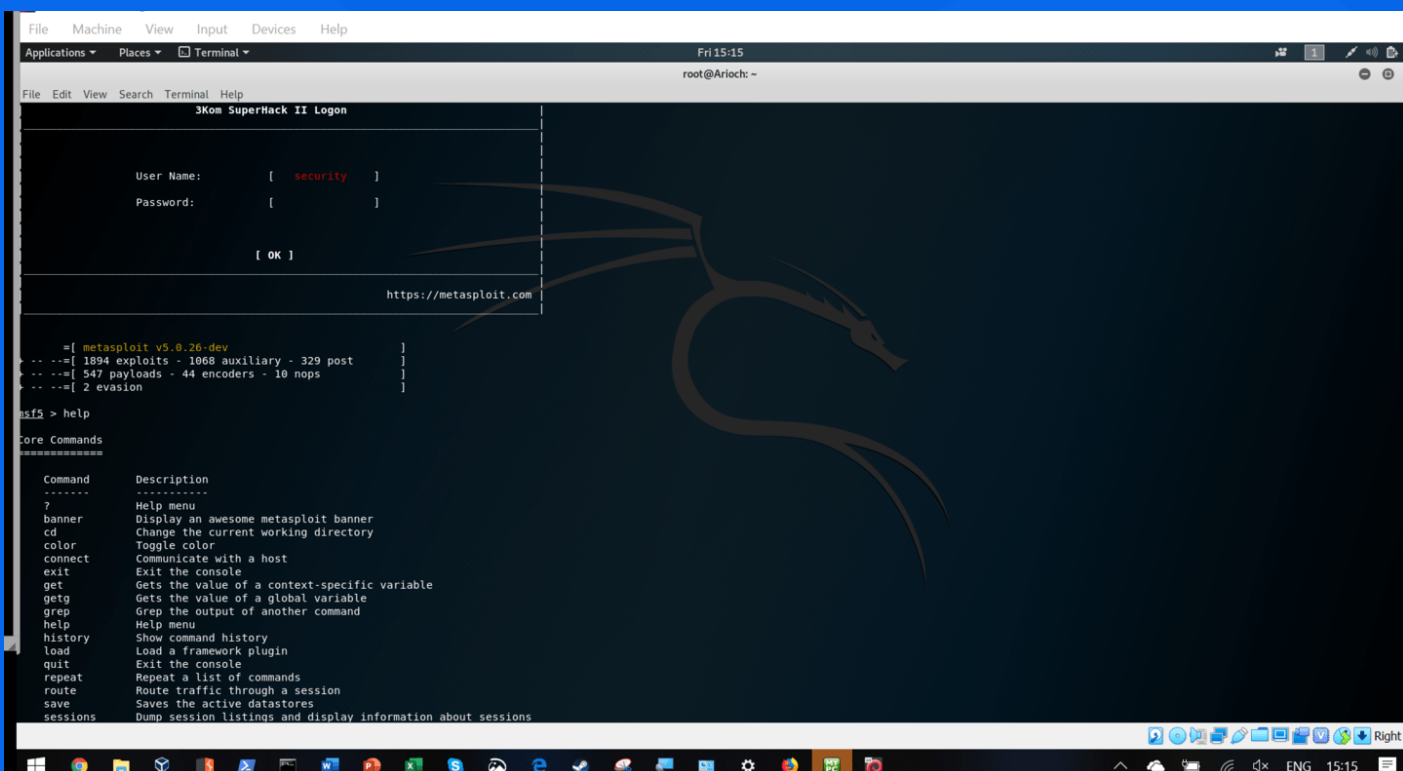 File Machine View Input Devices Help
Applications Places Terminal Fri 15:15 1
root@Arioch: ~
File Edit View Search Terminal Help
3Kom SuperHack II Logon
User Name: [ security ]
Password: [ ]
[ OK ]
https://metasploit.com
=[ metasploit v5.0.26-dev ]
+ -- --=[ 1894 exploits - 1068 auxiliary - 329 post ]
+ -- --=[ 547 payloads - 44 encoders - 10 nops ]
+ -- --=[ 2 evasion ]
msf5 > help
Core Commands
=============
Command Description
------- -----------
? Help menu
banner Display an awesome metasploit banner
cd Change the current working directory
color Toggle color
connect Communicate with a host
exit Exit the console
get Gets the value of a context-specific variable
getg Gets the value of a global variable
grep Grep the output of another command
help Help menu
history Show command history
load Load a framework plugin
quit Exit the console
repeat Repeat a list of commands
route Route traffic through a session
save Saves the active datastores
sessions Dump session listings and display information about sessions
Right
ENG 15:15